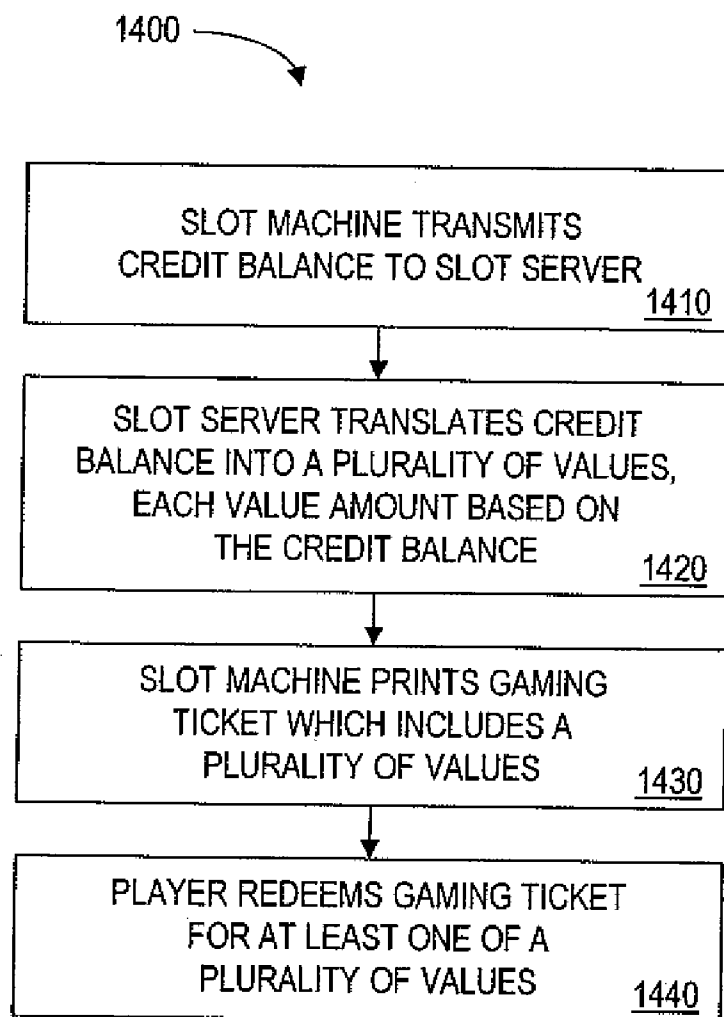 1400
SLOT MACHINE TRANSMITS
CREDIT BALANCE TO SLOT SERVER
1410
SLOT SERVER TRANSLATES CREDIT
BALANCE INTO A PLURALITY OF VALUES,
EACH VALUE AMOUNT BASED ON
THE CREDIT BALANCE
1420
SLOT MACHINE PRINTS GAMING
TICKET WHICH INCLUDES A
PLURALITY OF VALUES
1430
PLAYER REDEEMS GAMING TICKET
FOR AT LEAST ONE OF A
PLURALITY OF VALUES
1440